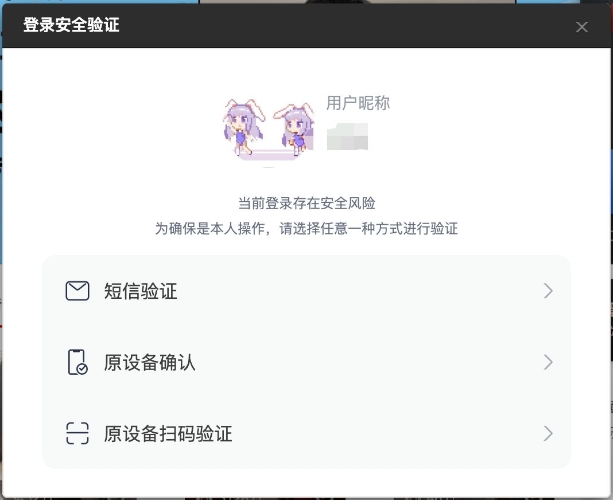 登录安全验证
用户昵称
当前登录存在安全风险
为确保是本人操作，请选择任意一种方式进行验证
短信验证
原设备确认
原设备扫码验证